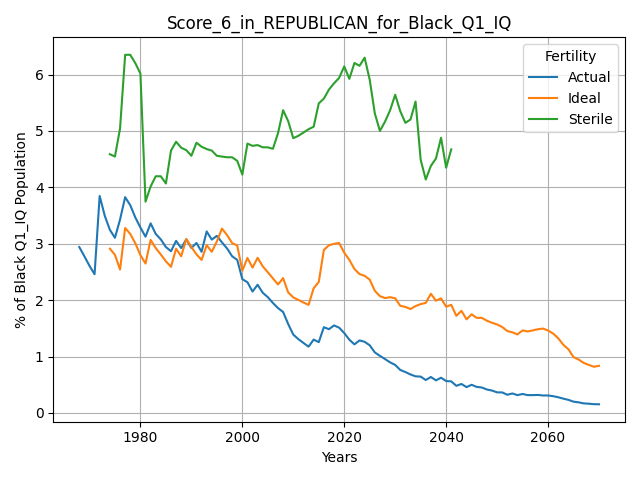 Score_6_in_REPUBLICAN_for_Black_Q1_IQ
Fertility
Actual
Ideal
Sterile
% of Black Q1_IQ Population
6
5
4
3
2
1
0
1980 2000 2020 2040 2060
Years